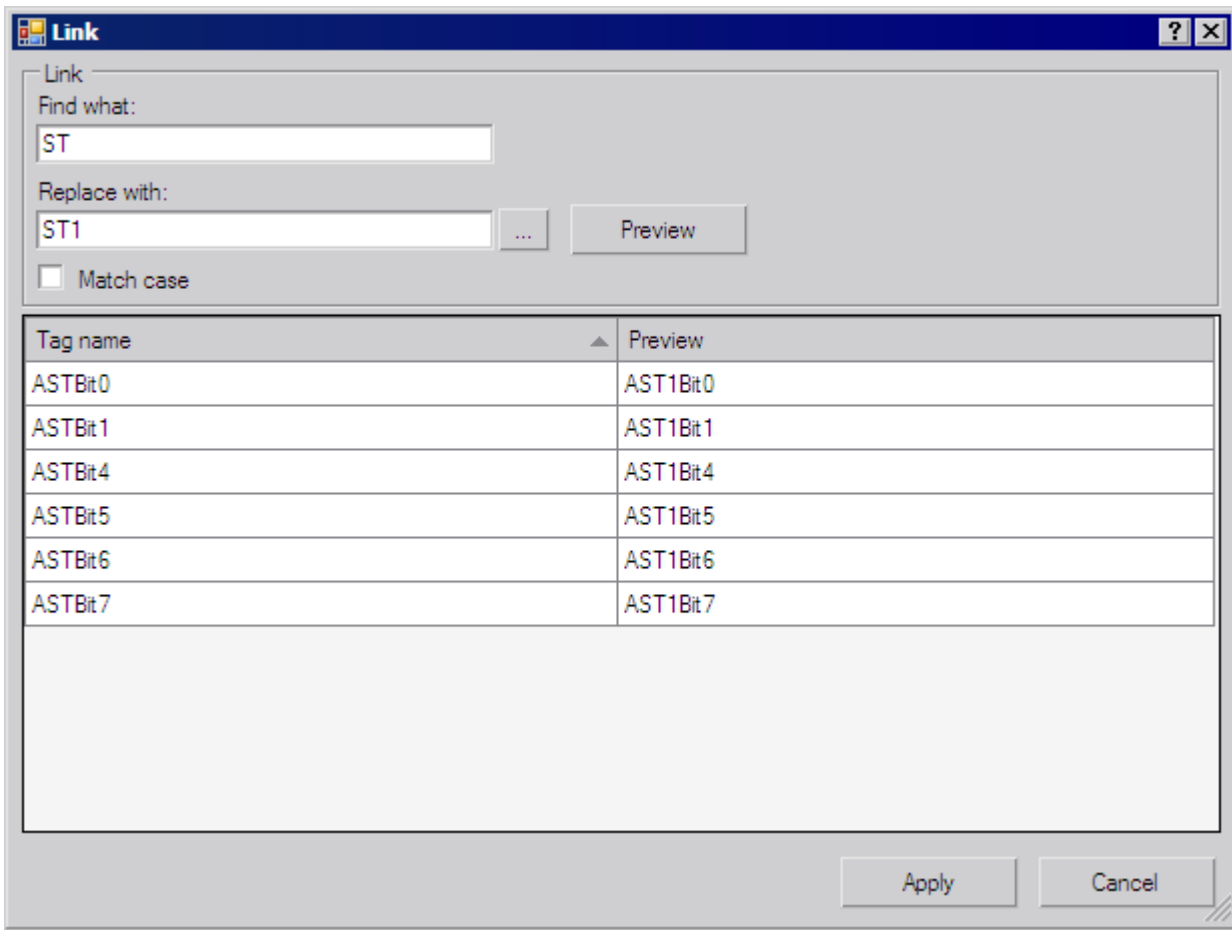 Link
Link
Find what:
ST
Replace with:
ST1 ... Preview
Match case
Tag name Preview
ASTBit0 AST1Bit0
ASTBit1 AST1Bit1
ASTBit4 AST1Bit4
ASTBit5 AST1Bit5
ASTBit6 AST1Bit6
ASTBit7 AST1Bit7
Apply Cancel